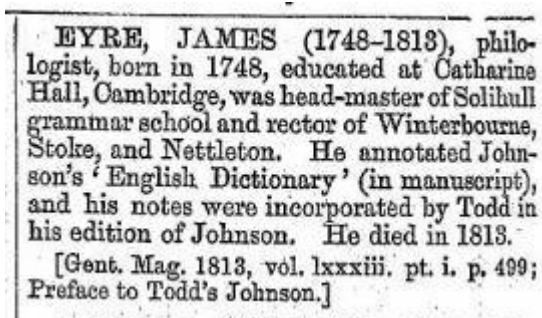 EYRE, JAMES (1748-1813), philo-
logist, born in 1748, educated at Catharine
Hall, Cambridge, was head-master of Solihull
grammar school and rector of Winterbourne,
Stoke, and Nettleton. He annotated John-
son's ‘English Dictionary’ (in manuscript),
and his notes were incorporated by Todd in
his edition of Johnson. He died in 1813.
[Gent. Mag. 1813, vol. lxxxiii. pt. i. p. 499;
Preface to Todd's Johnson.]